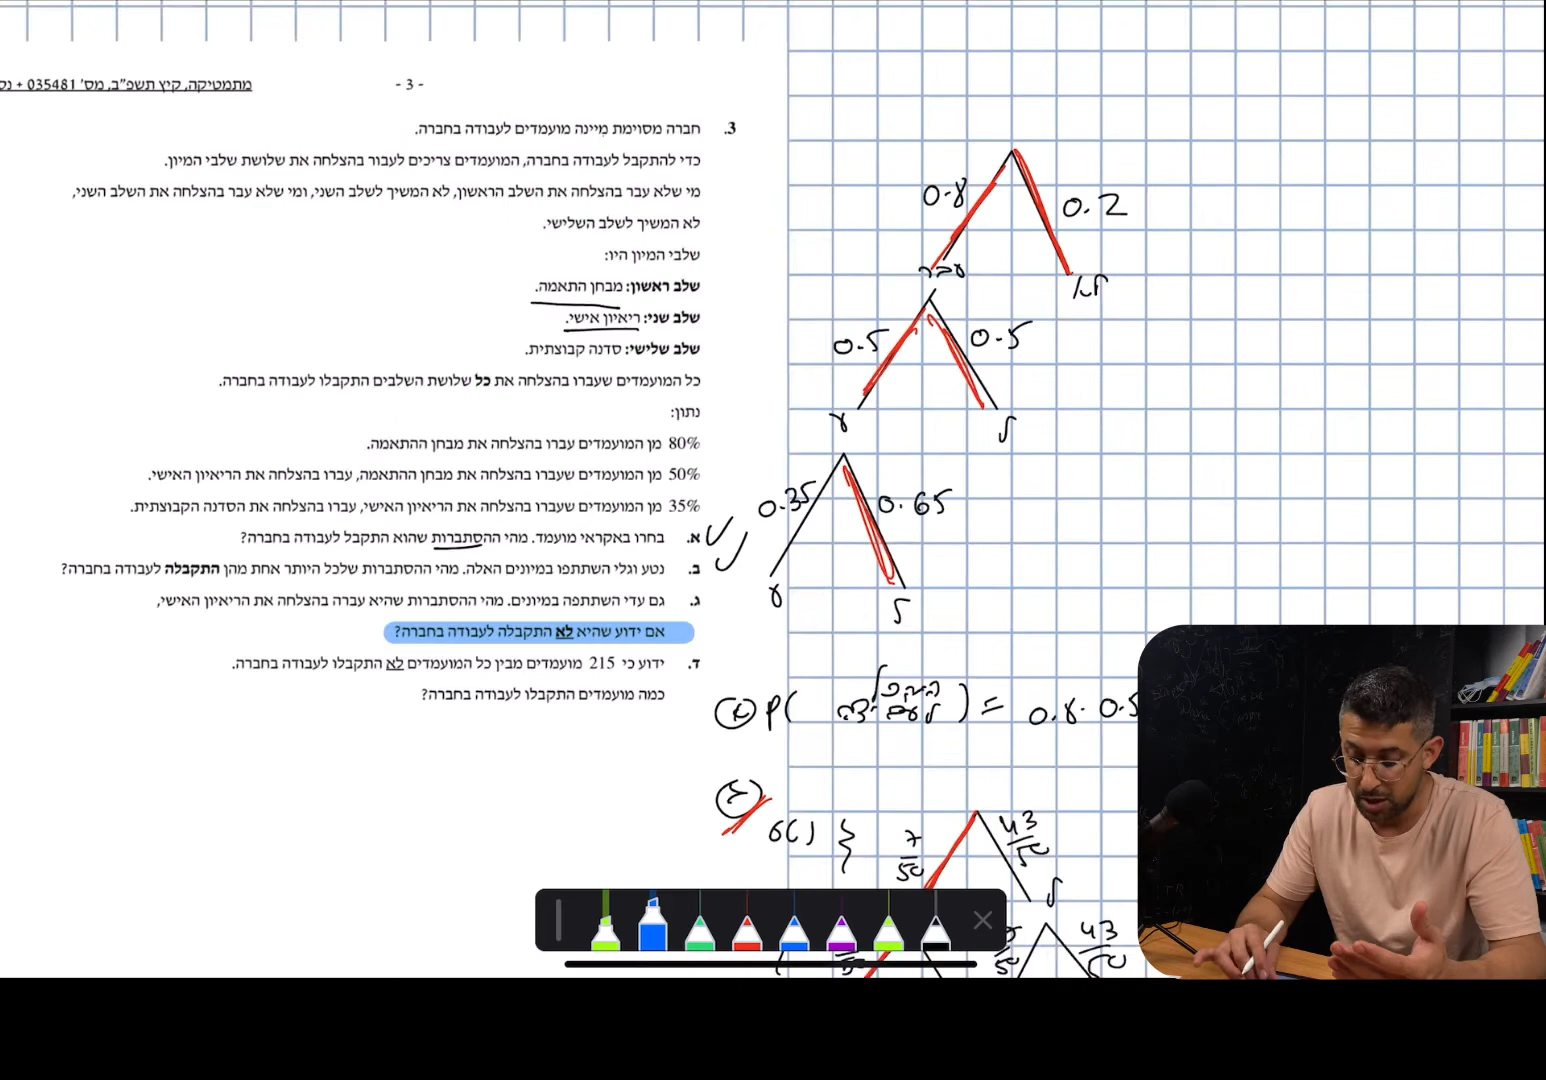 מתמטיקה, קיץ תשפ"ב, מס' 035481 + נס
- 3 -
3. חברה מסוימת מִיינה מועמדים לעבודה בחברה.
כדי להתקבל לעבודה בחברה, המועמדים צריכים לעבור בהצלחה את שלושת שלבי המיון.
מי שלא עבר בהצלחה את השלב הראשון, לא המשיך לשלב השני, ומי שלא עבר בהצלחה את השלב השני,
לא המשיך לשלב השלישי.
שלבי המיון היו:
שלב ראשון: מבחן התאמה.
שלב שני: ריאיון אישי.
שלב שלישי: סדנה קבוצתית.
כל המועמדים שעברו בהצלחה את כל שלושת השלבים התקבלו לעבודה בחברה.
נתון:
80% מן המועמדים עברו בהצלחה את מבחן ההתאמה.
50% מן המועמדים שעברו בהצלחה את מבחן ההתאמה, עברו בהצלחה את הריאיון האישי.
35% מן המועמדים שעברו בהצלחה את הריאיון האישי, עברו בהצלחה את הסדנה הקבוצתית.
א. בחרו באקראי מועמד. מהי ההסתברות שהוא התקבל לעבודה בחברה?
ב. נטע וגלי השתתפו במיונים האלה. מהי ההסתברות שלכל היותר אחת מהן התקבלה לעבודה בחברה?
ג. גם עדי השתתפה במיונים. מהי ההסתברות שהיא עברה בהצלחה את הריאיון האישי,
אם ידוע שהיא לא התקבלה לעבודה בחברה?
ד. ידוע כי 215 מועמדים מבין כל המועמדים לא התקבלו לעבודה בחברה.
כמה מועמדים התקבלו לעבודה בחברה?
0.8 0.2
עבר לא
0.5 0.5
ע ל
0.35 0.65
ע ל
א P( ) = 0.8 · 0.5
ב
7/50 43/50
ל
43/50